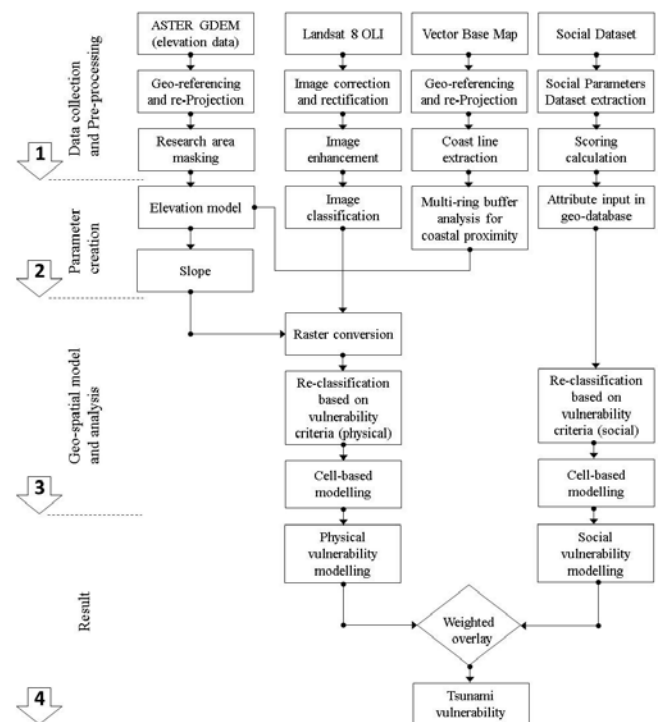 ASTER GDEM
(elevation data)
Landsat 8 OLI
Vector Base Map
Social Dataset
Geo-referencing
and re-Projection
Image correction
and rectification
Geo-referencing
and re-Projection
Social Parameters
Dataset extraction
Research area
masking
Image
enhancement
Coast line
extraction
Scoring
calculation
Data collection
and Pre-processing
1
Elevation model
Image
classification
Multi-ring buffer
analysis for
coastal proximity
Attribute input in
geo-database
Slope
Parameter
creation
2
Raster conversion
Re-classification
based on
vulnerability
criteria (physical)
Re-classification
based on
vulnerability
criteria (social)
Cell-based
modelling
Cell-based
modelling
Geo-spatial model
and analysis
3
Physical
vulnerability
modelling
Social
vulnerability
modelling
Weighted
overlay
Result
Tsunami
vulnerability
4